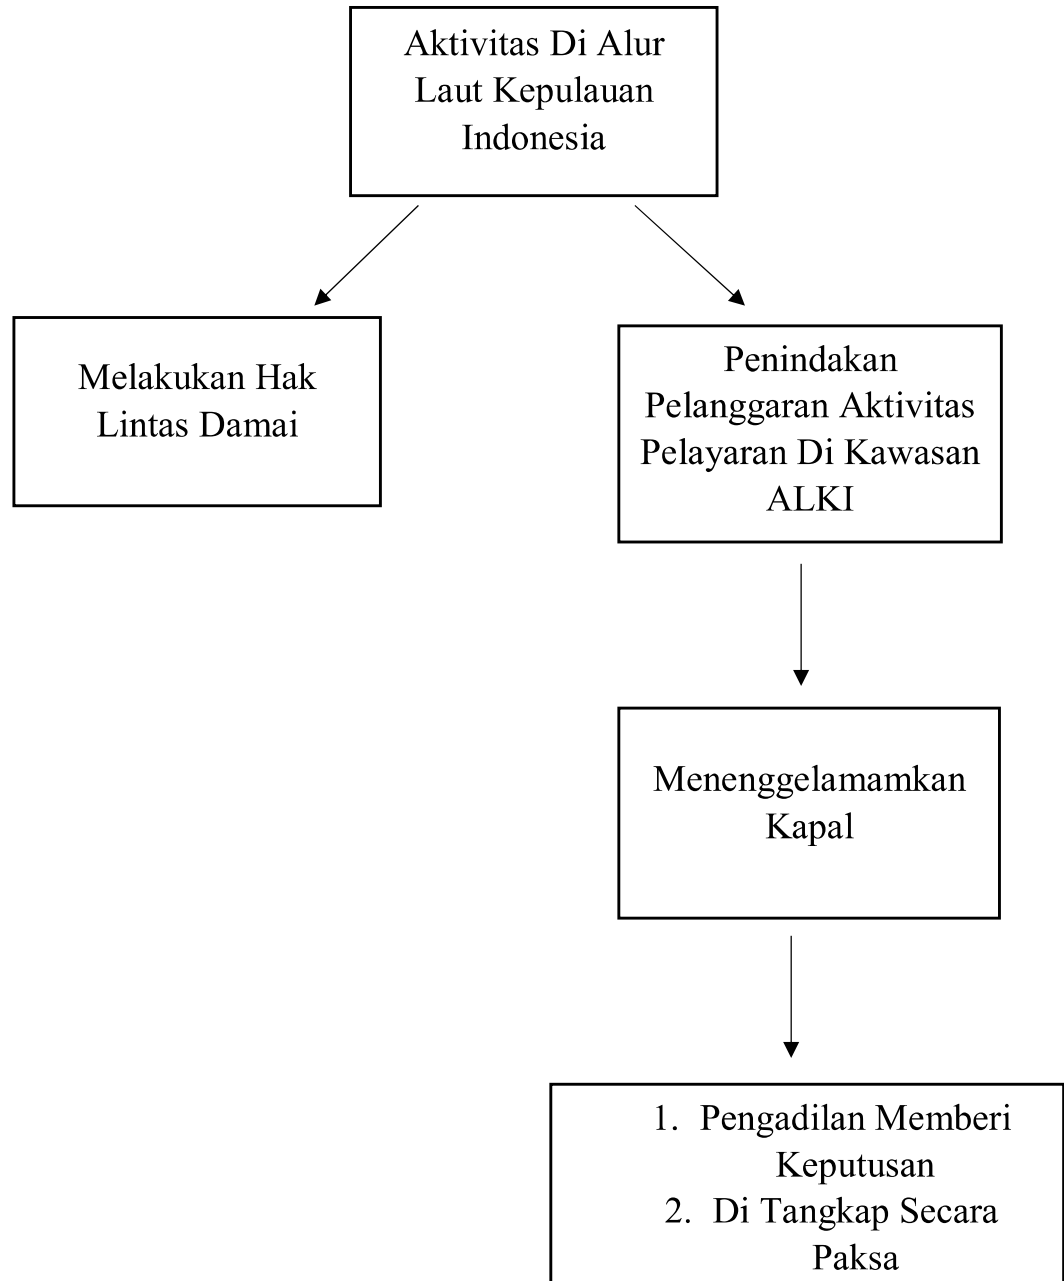 Aktivitas Di Alur
Laut Kepulauan
Indonesia
Melakukan Hak
Lintas Damai
Penindakan
Pelanggaran Aktivitas
Pelayaran Di Kawasan
ALKI
Menenggelamamkan
Kapal
1. Pengadilan Memberi
Keputusan
2. Di Tangkap Secara
Paksa